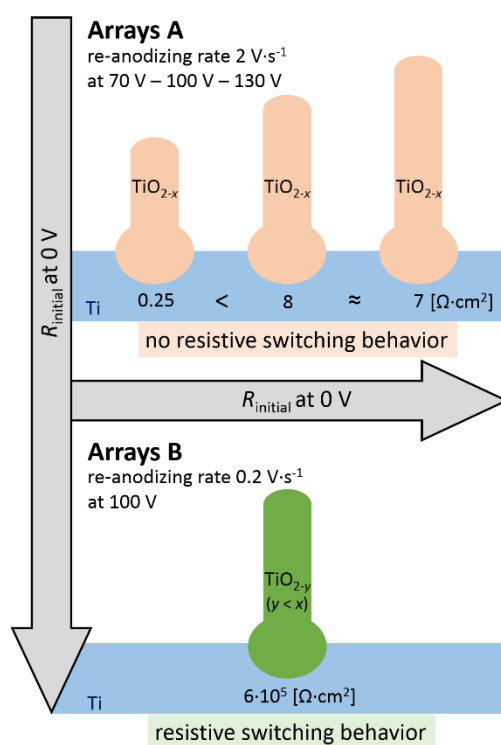 Arrays A
re-anodizing rate 2 V·s⁻¹
at 70 V – 100 V – 130 V
TiO₂₋ₓ
TiO₂₋ₓ
TiO₂₋ₓ
R_initial at 0 V
Ti 0.25 < 8 ≈ 7 [Ω·cm²]
no resistive switching behavior
R_initial at 0 V
Arrays B
re-anodizing rate 0.2 V·s⁻¹
at 100 V
TiO₂₋y
(y < x)
Ti 6·10⁵ [Ω·cm²]
resistive switching behavior